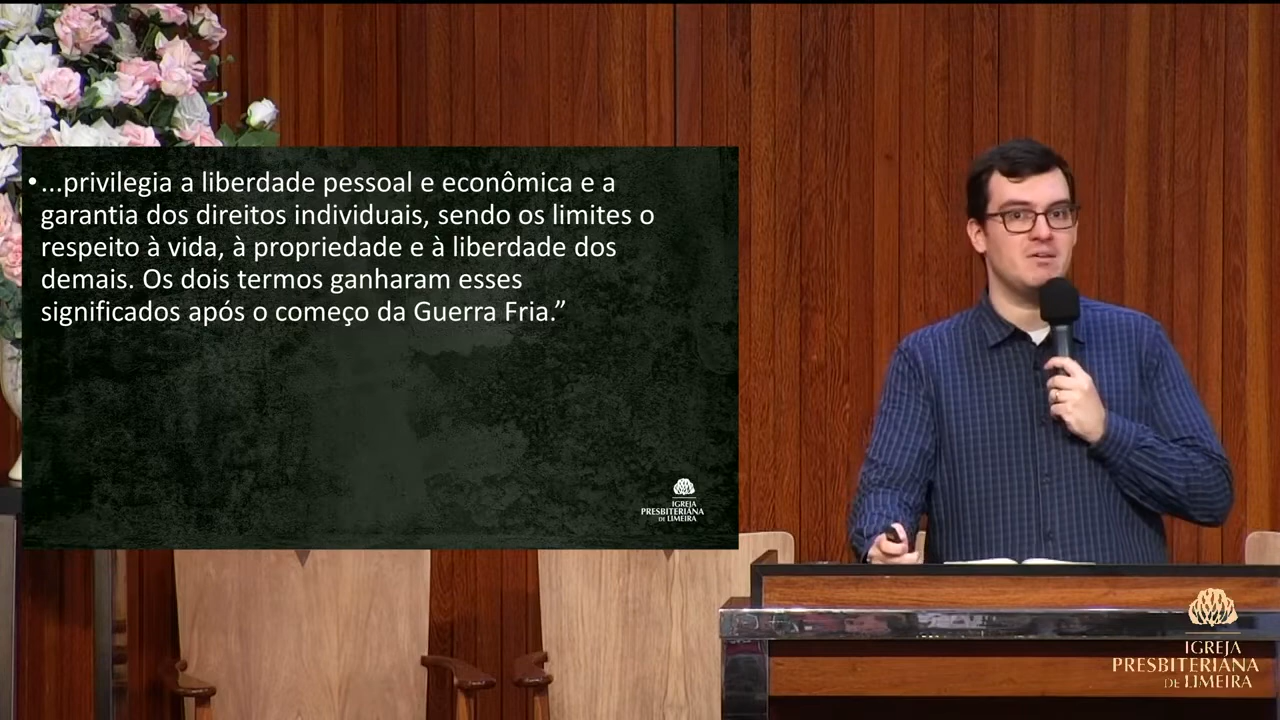 • ...privilegia a liberdade pessoal e econômica e a
garantia dos direitos individuais, sendo os limites o
respeito à vida, à propriedade e à liberdade dos
demais. Os dois termos ganharam esses
significados após o começo da Guerra Fria.”
IGREJA
PRESBITERIANA
DE LIMEIRA
IGREJA
PRESBITERIANA
DE LIMEIRA